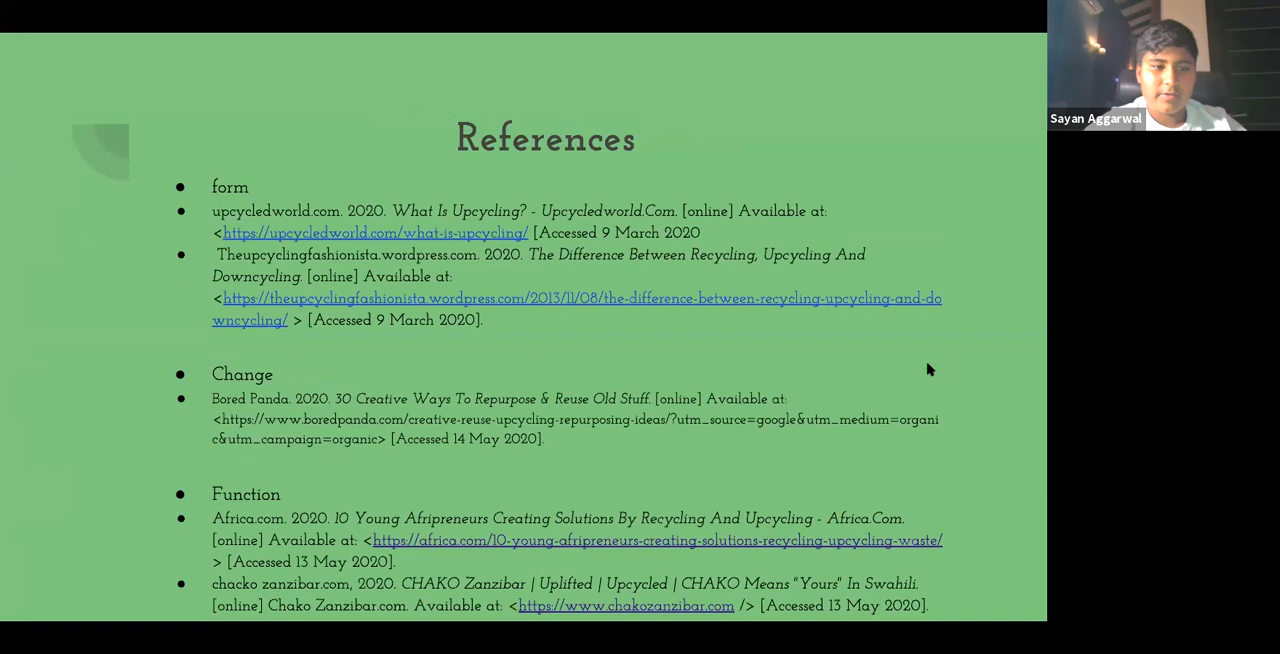 Sayan Aggarwal
References
● form
● upcycledworld.com. 2020. What Is Upcycling? - Upcycledworld.Com. [online] Available at:
<https://upcycledworld.com/what-is-upcycling/ [Accessed 9 March 2020
● Theupcyclingfashionista.wordpress.com. 2020. The Difference Between Recycling, Upcycling And
Downcycling. [online] Available at:
<https://theupcyclingfashionista.wordpress.com/2013/11/08/the-difference-between-recycling-upcycling-and-do
wncycling/ > [Accessed 9 March 2020].
● Change
● Bored Panda. 2020. 30 Creative Ways To Repurpose & Reuse Old Stuff. [online] Available at:
<https://www.boredpanda.com/creative-reuse-upcycling-repurposing-ideas/?utm_source=google&utm_medium=organi
c&utm_campaign=organic> [Accessed 14 May 2020].
● Function
● Africa.com. 2020. 10 Young Afripreneurs Creating Solutions By Recycling And Upcycling - Africa.Com.
[online] Available at: <https://africa.com/10-young-afripreneurs-creating-solutions-recycling-upcycling-waste/
> [Accessed 13 May 2020].
● chacko zanzibar.com, 2020. CHAKO Zanzibar | Uplifted | Upcycled | CHAKO Means "Yours" In Swahili.
[online] Chako Zanzibar.com. Available at: <https://www.chakozanzibar.com /> [Accessed 13 May 2020].